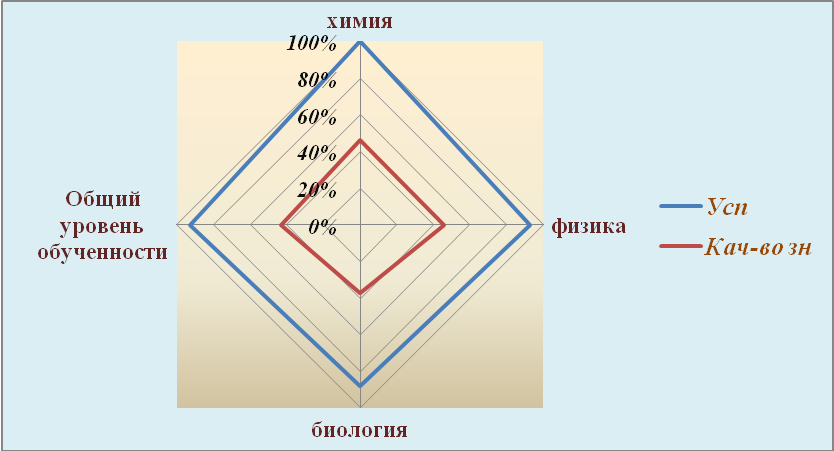 химия
100%
80%
60%
40%
20%
0%
Общий
уровень
обученности
физика
биология
Усп
Кач-во зн